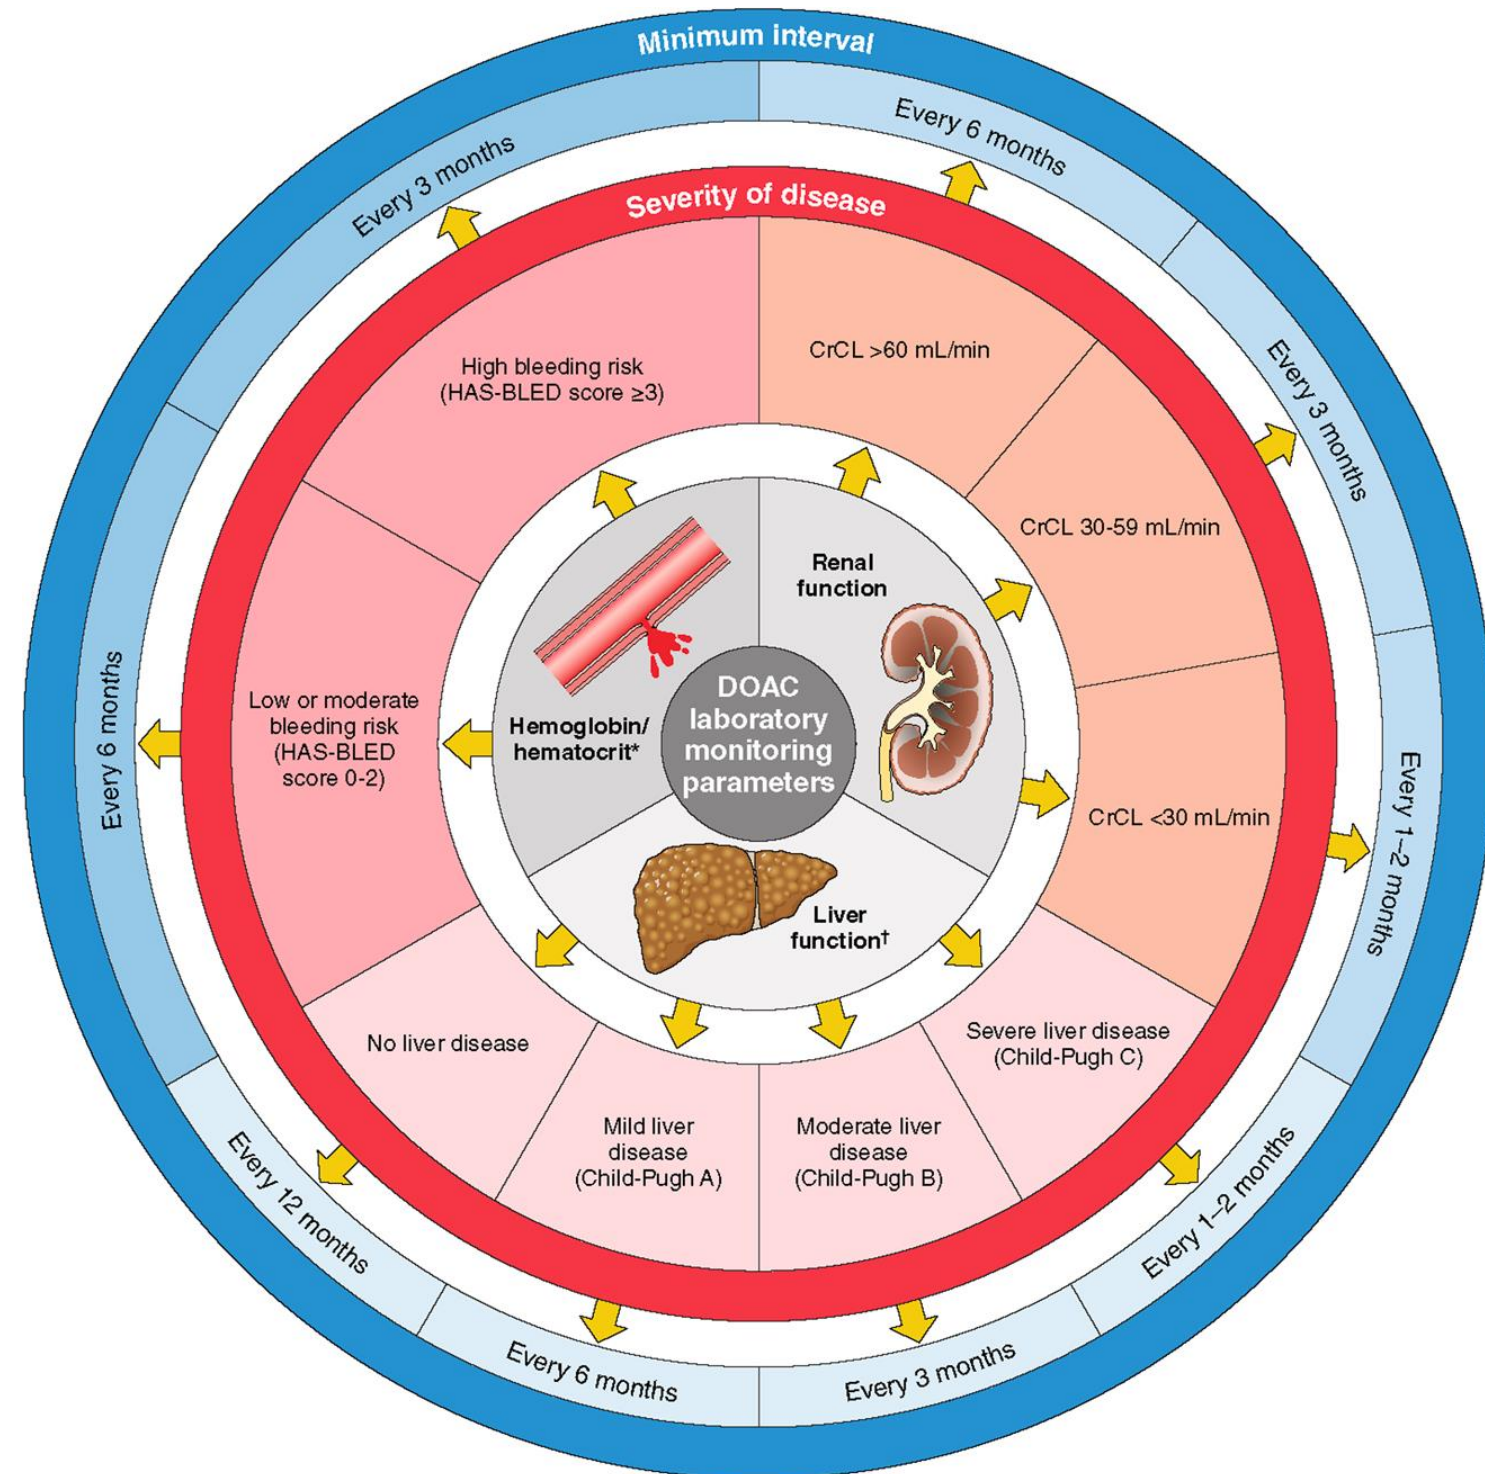 Minimum interval
Every 3 months
Every 6 months
Every 3 months
Every 1–2 months
Every 1–2 months
Every 3 months
Every 6 months
Every 12 months
Every 6 months
Severity of disease
High bleeding risk
(HAS-BLED score ≥3)
CrCL >60 mL/min
CrCL 30-59 mL/min
CrCL <30 mL/min
Severe liver disease
(Child-Pugh C)
Moderate liver
disease
(Child-Pugh B)
Mild liver
disease
(Child-Pugh A)
No liver disease
Low or moderate
bleeding risk
(HAS-BLED
score 0-2)
Renal
function
Hemoglobin/
hematocrit*
Liver
function†
DOAC
laboratory
monitoring
parameters